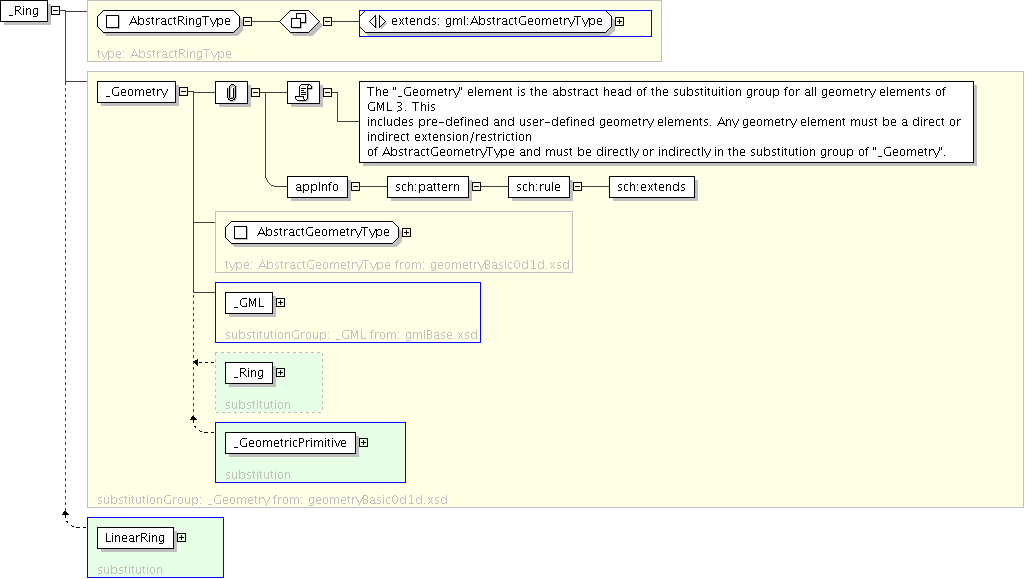 _Ring
AbstractRingType
extends: gml:AbstractGeometryType
type: AbstractRingType
_Geometry
The "_Geometry" element is the abstract head of the substituition group for all geometry elements of
GML 3. This
includes pre-defined and user-defined geometry elements. Any geometry element must be a direct or
indirect extension/restriction
of AbstractGeometryType and must be directly or indirectly in the substitution group of "_Geometry".
appInfo
sch:pattern
sch:rule
sch:extends
AbstractGeometryType
type: AbstractGeometryType from: geometryBasic0d1d.xsd
_GML
substitutionGroup: _GML from: gmlBase.xsd
_Ring
substitution
_GeometricPrimitive
substitution
substitutionGroup: _Geometry from: geometryBasic0d1d.xsd
LinearRing
substitution